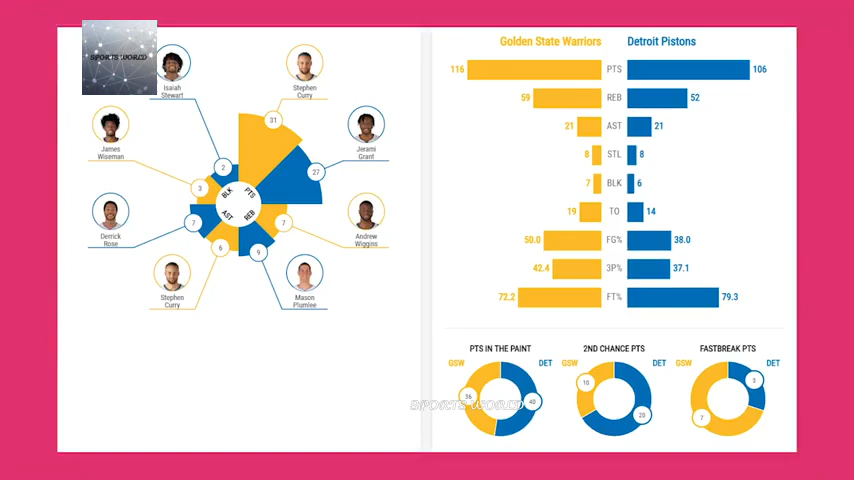 SPORTS WORLD
Isaiah
Stewart
Stephen
Curry
31
James
Wiseman
Jerami
Grant
27
2
3
BLK
PTS
AST
REB
Derrick
Rose
7
Andrew
Wiggins
7
6
9
Stephen
Curry
Mason
Plumlee
Golden State Warriors Detroit Pistons
116 PTS 106
59 REB 52
21 AST 21
8 STL 8
7 BLK 6
19 TO 14
50.0 FG% 38.0
42.4 3P% 37.1
72.2 FT% 79.3
PTS IN THE PAINT
GSW DET
36 40
2ND CHANCE PTS
GSW DET
10 20
FASTBREAK PTS
GSW DET
7 3
SPORTS WORLD